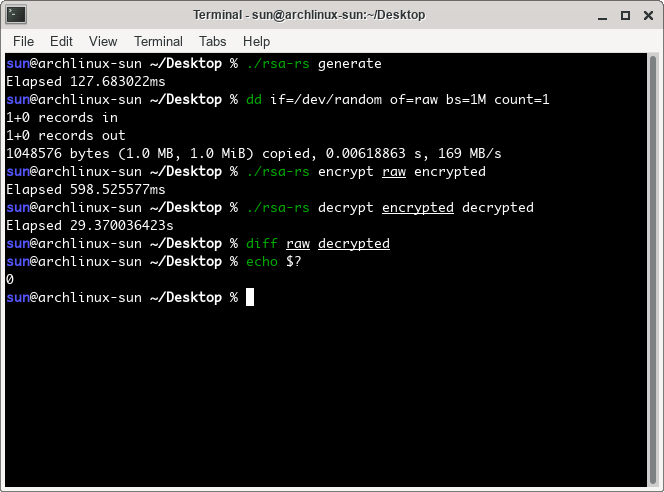 Terminal - sun@archlinux-sun:~/Desktop
File Edit View Terminal Tabs Help
sun@archlinux-sun ~/Desktop % ./rsa-rs generate
Elapsed 127.683022ms
sun@archlinux-sun ~/Desktop % dd if=/dev/random of=raw bs=1M count=1
1+0 records in
1+0 records out
1048576 bytes (1.0 MB, 1.0 MiB) copied, 0.00618863 s, 169 MB/s
sun@archlinux-sun ~/Desktop % ./rsa-rs encrypt raw encrypted
Elapsed 598.525577ms
sun@archlinux-sun ~/Desktop % ./rsa-rs decrypt encrypted decrypted
Elapsed 29.370036423s
sun@archlinux-sun ~/Desktop % diff raw decrypted
sun@archlinux-sun ~/Desktop % echo $?
0
sun@archlinux-sun ~/Desktop %